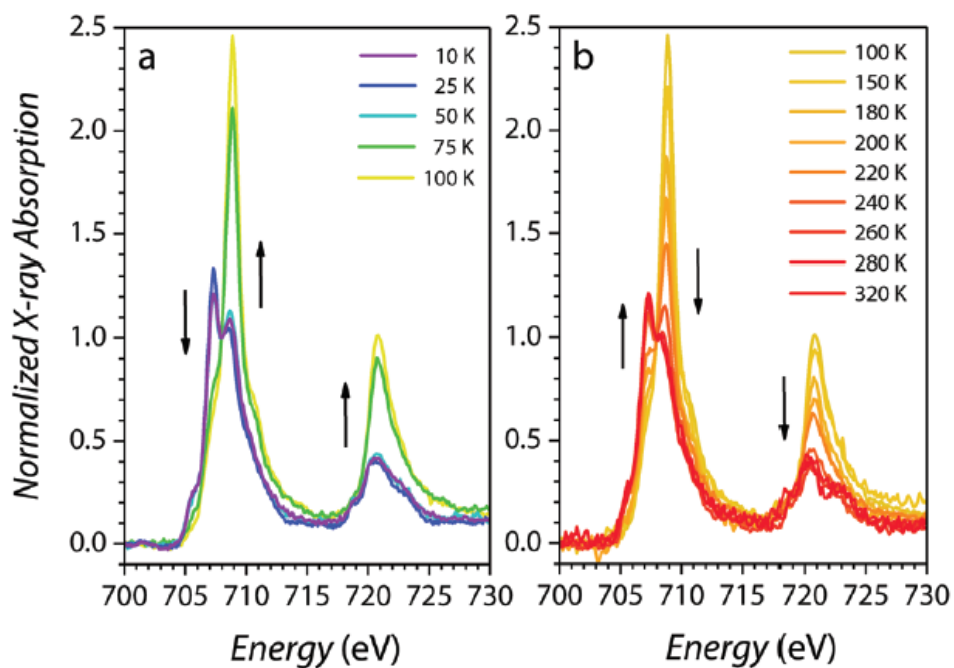 Normalized X-ray Absorption
2.5
2.0
1.5
1.0
0.5
0.0
a
10 K
25 K
50 K
75 K
100 K
700 705 710 715 720 725 730
Energy (eV)
2.5
2.0
1.5
1.0
0.5
0.0
b
100 K
150 K
180 K
200 K
220 K
240 K
260 K
280 K
320 K
700 705 710 715 720 725 730
Energy (eV)